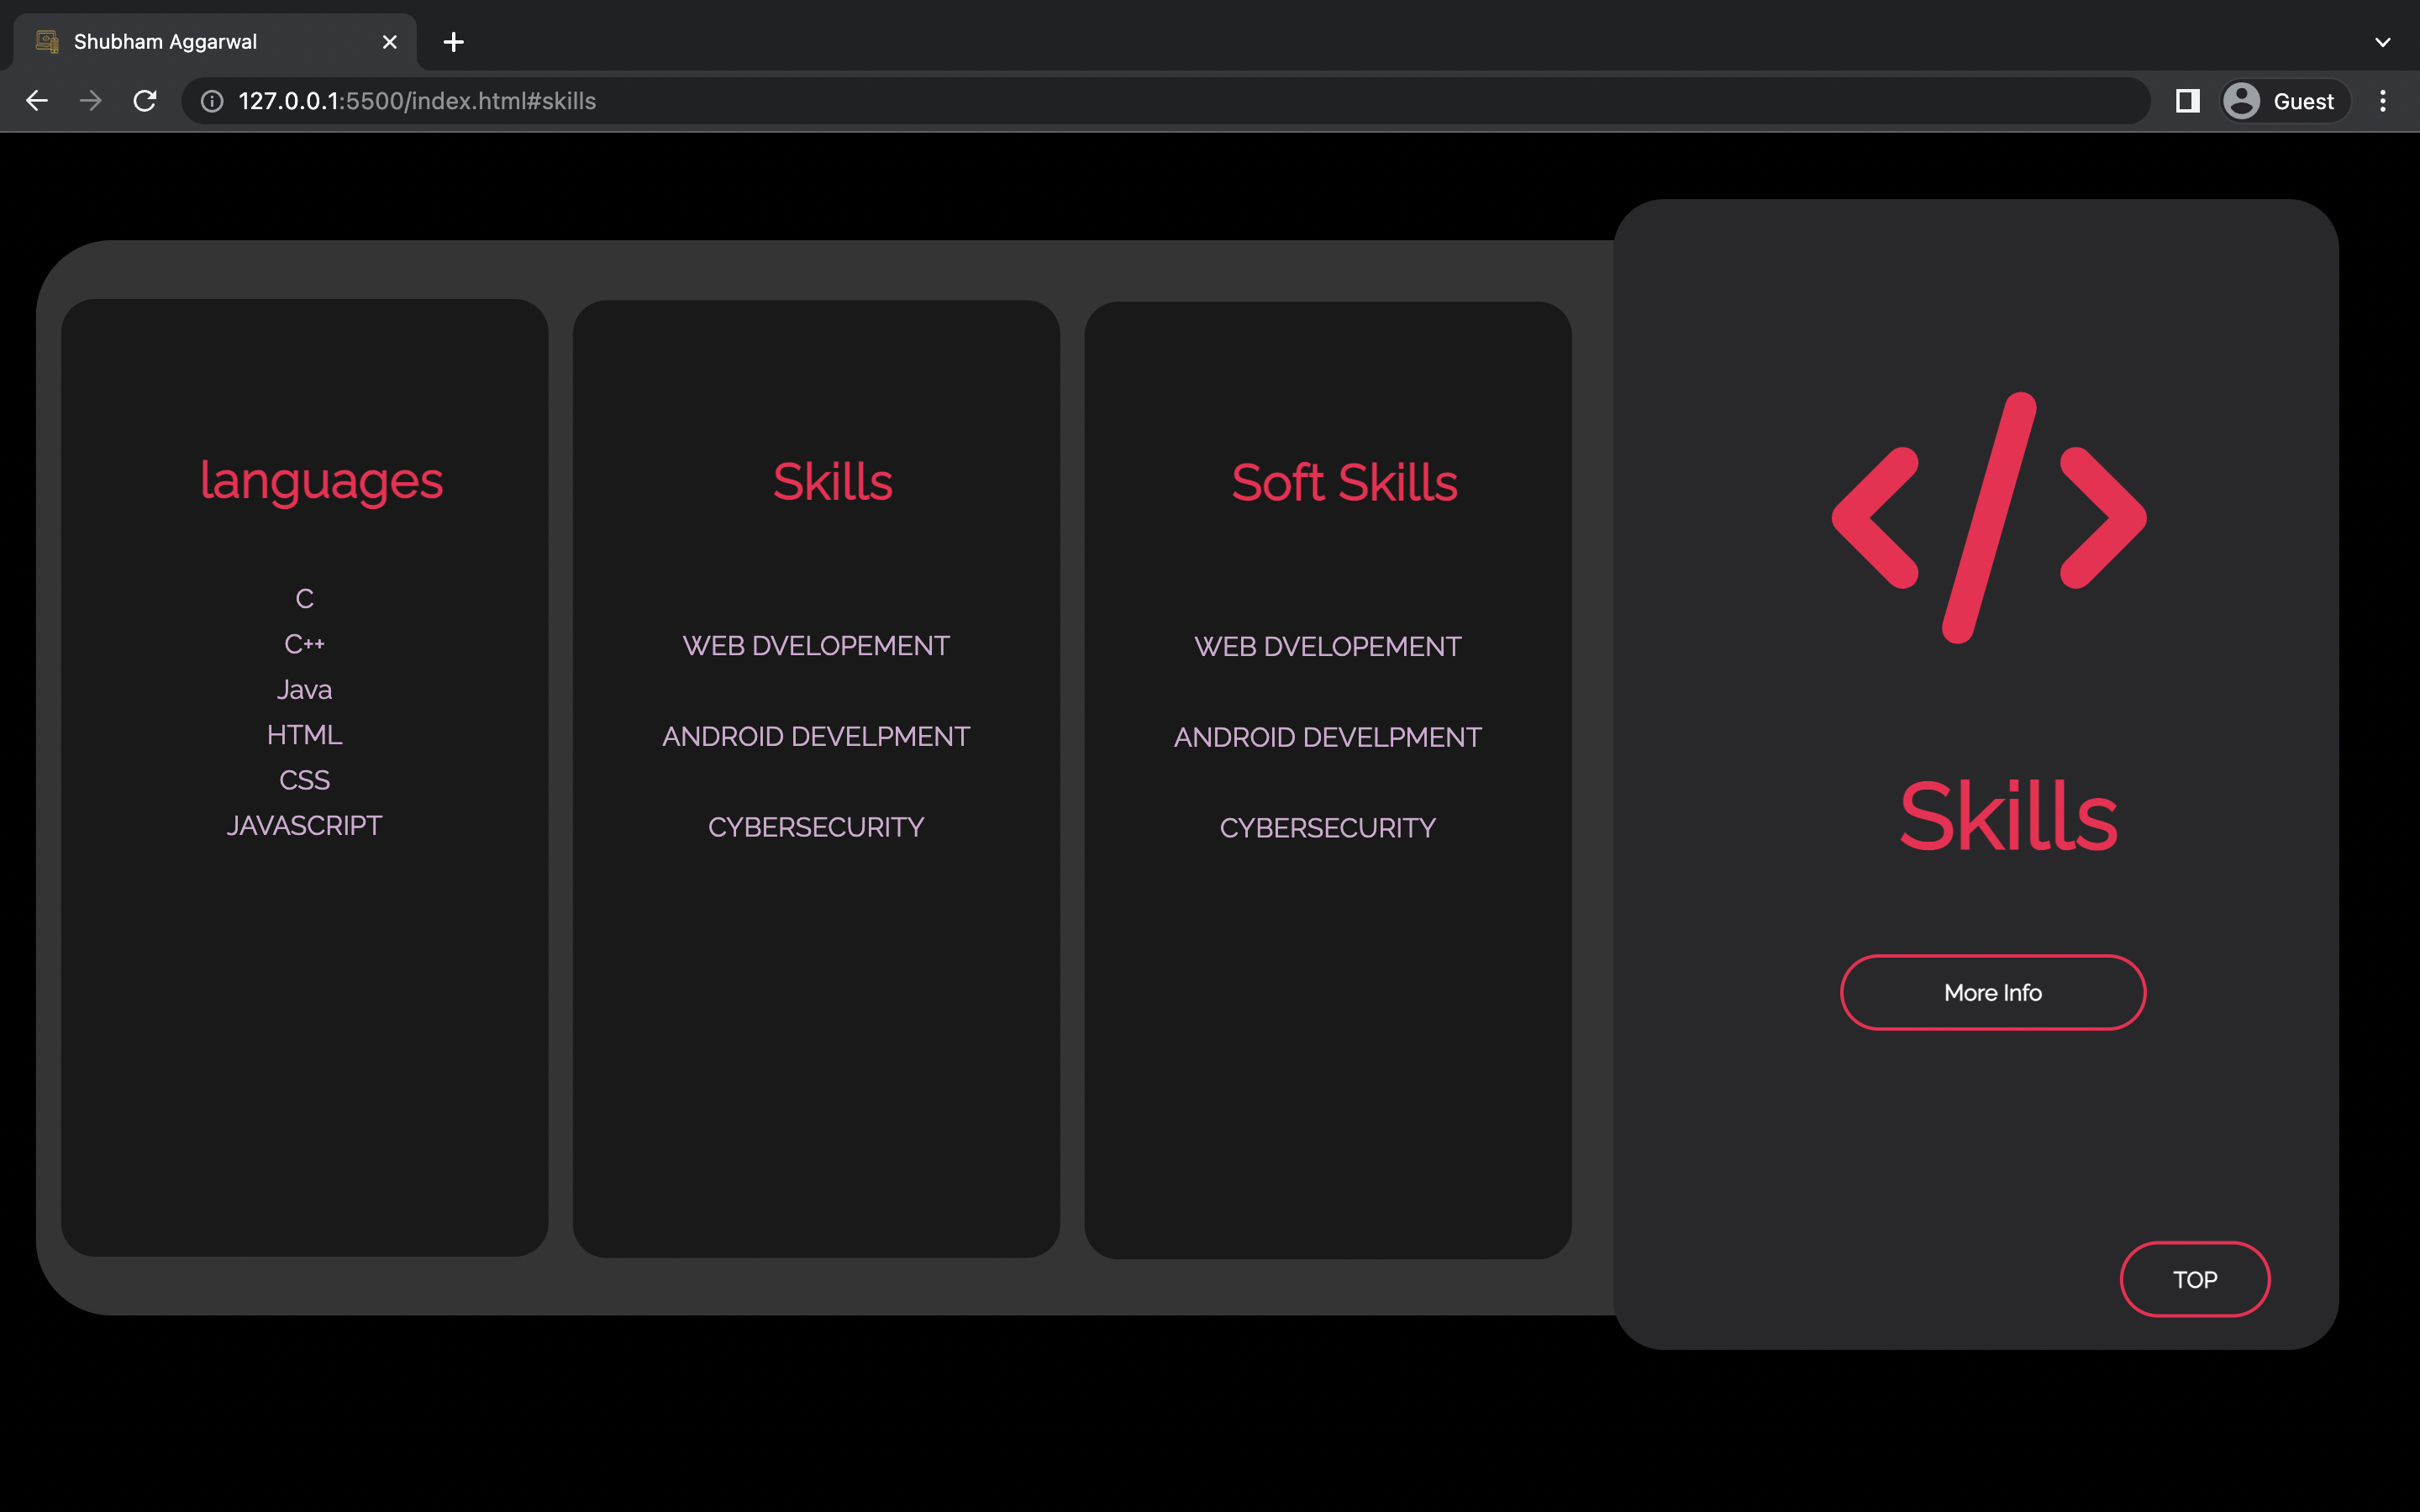 Shubham Aggarwal
127.0.0.1:5500/index.html#skills
Guest
languages
C
C++
Java
HTML
CSS
JAVASCRIPT
Skills
WEB DVELOPEMENT
ANDROID DEVELPMENT
CYBERSECURITY
Soft Skills
WEB DVELOPEMENT
ANDROID DEVELPMENT
CYBERSECURITY
</>
Skills
More Info
TOP